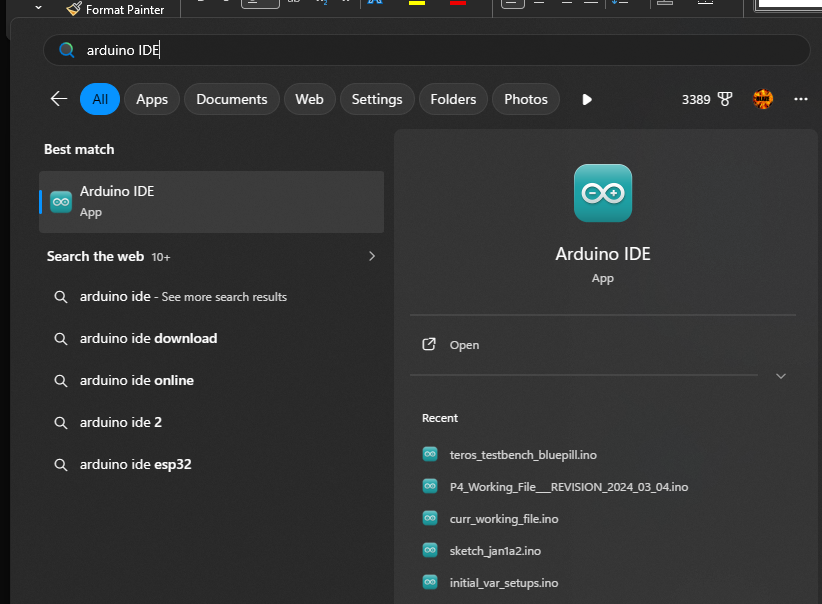 Format Painter
arduino IDE
All Apps Documents Web Settings Folders Photos 3389
Best match
Arduino IDE
App
Search the web 10+
arduino ide - See more search results
arduino ide download
arduino ide online
arduino ide 2
arduino ide esp32
Arduino IDE
App
Open
Recent
teros_testbench_bluepill.ino
P4_Working_File___REVISION_2024_03_04.ino
curr_working_file.ino
sketch_jan1a2.ino
initial_var_setups.ino